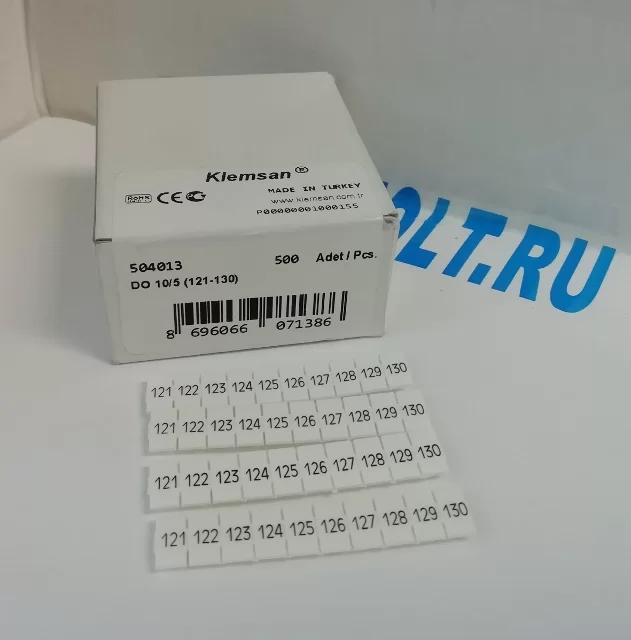 Klemsan®
RoHS
CE
MADE IN TURKEY
www.klemsan.com.tr
P00000001000155
504013 500 Adet / Pcs.
DO 10/5 (121-130)
8 696066 071386
OLT.RU
121 122 123 124 125 126 127 128 129 130
121 122 123 124 125 126 127 128 129 130
121 122 123 124 125 126 127 128 129 130
121 122 123 124 125 126 127 128 129 130